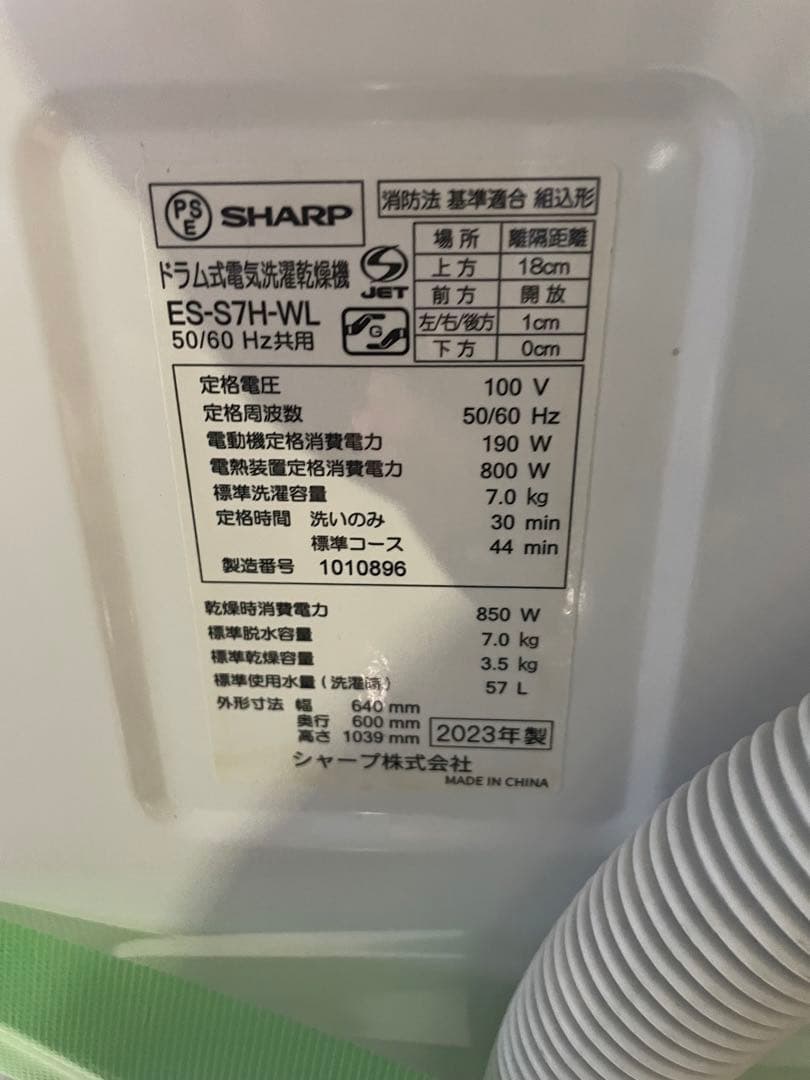 PSE SHARP
消防法 基準適合 組込形
ドラム式電気洗濯乾燥機
S JET
ES-S7H-WL
50/60 Hz共用
G
場所 離隔距離
上方 18cm
前方 開放
左/右/後方 1cm
下方 0cm
定格電圧 100 V
定格周波数 50/60 Hz
電動機定格消費電力 190 W
電熱装置定格消費電力 800 W
標準洗濯容量 7.0 kg
定格時間 洗いのみ 30 min
標準コース 44 min
製造番号 1010896
乾燥時消費電力 850 W
標準脱水容量 7.0 kg
標準乾燥容量 3.5 kg
標準使用水量(洗濯時) 57 L
外形寸法 幅 640 mm
奥行 600 mm
高さ 1039 mm 2023年製
シャープ株式会社
MADE IN CHINA